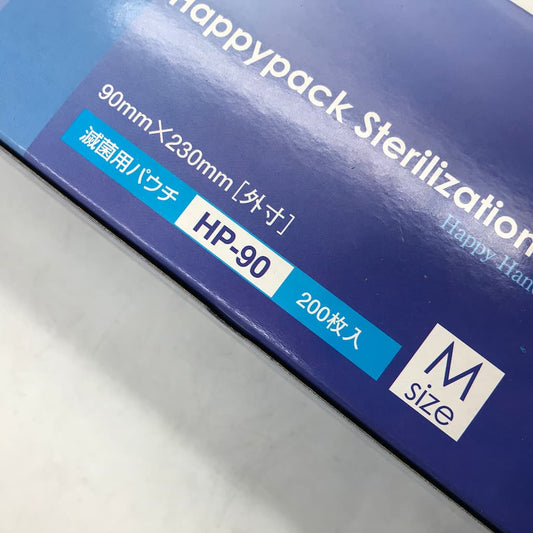 Happypack Sterilization
Happy Han
90mm×230mm[外寸]
滅菌用パウチ HP-90 200枚入
M
size